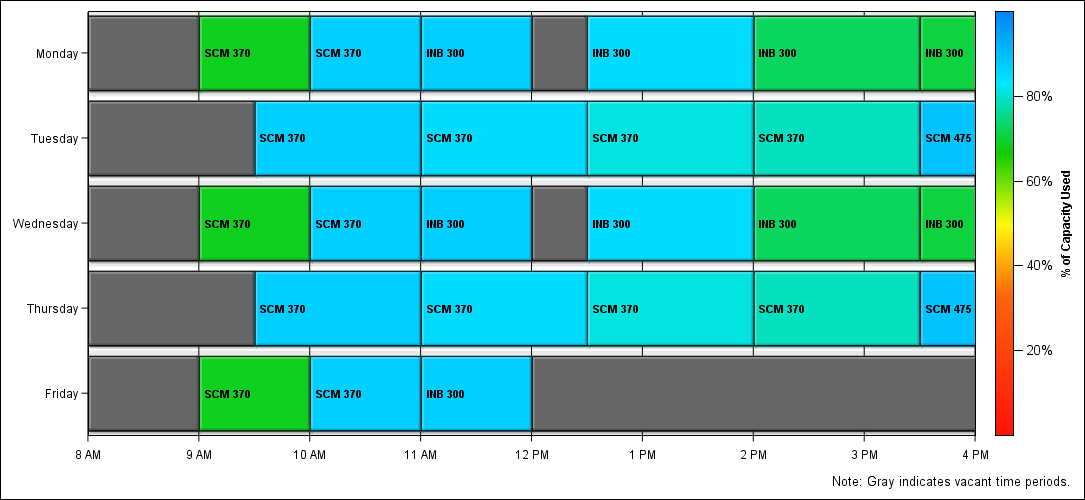 Monday
SCM 370
SCM 370
INB 300
INB 300
INB 300
INB 300
Tuesday
SCM 370
SCM 370
SCM 370
SCM 370
SCM 475
Wednesday
SCM 370
SCM 370
INB 300
INB 300
INB 300
INB 300
Thursday
SCM 370
SCM 370
SCM 370
SCM 370
SCM 475
Friday
SCM 370
SCM 370
INB 300
8 AM
9 AM
10 AM
11 AM
12 PM
1 PM
2 PM
3 PM
4 PM
80%
60%
40%
20%
% of Capacity Used
Note: Gray indicates vacant time periods.